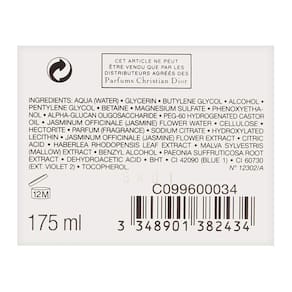 CET ARTICLE NE PEUT
ÊTRE VENDU QUE PAR LES
DISTRIBUTEURS AGRÉÉS DES
Parfums Christian Dior
INGREDIENTS: AQUA (WATER) • GLYCERIN • BUTYLENE GLYCOL • ALCOHOL •
PENTYLENE GLYCOL • BETAINE • MAGNESIUM SULFATE • PHENOXYETHA-
NOL • ALPHA-GLUCAN OLIGOSACCHARIDE • PEG-60 HYDROGENATED CASTOR
OIL • JASMINUM OFFICINALE (JASMINE) FLOWER WATER • CELLULOSE •
HECTORITE • PARFUM (FRAGRANCE) • SODIUM CITRATE • HYDROXYLATED
LECITHIN • JASMINUM OFFICINALE (JASMINE) FLOWER EXTRACT • CITRIC
ACID • HABERLEA RHODOPENSIS LEAF EXTRACT • MALVA SYLVESTRIS
(MALLOW) EXTRACT • BENZYL ALCOHOL • PAEONIA SUFFRUTICOSA ROOT
EXTRACT • DEHYDROACETIC ACID • BHT • CI 42090 (BLUE 1) • CI 60730
(EXT. VIOLET 2) • TOCOPHEROL. N° 12302/A
12M
C099600034
175 ml
3 348901 382434